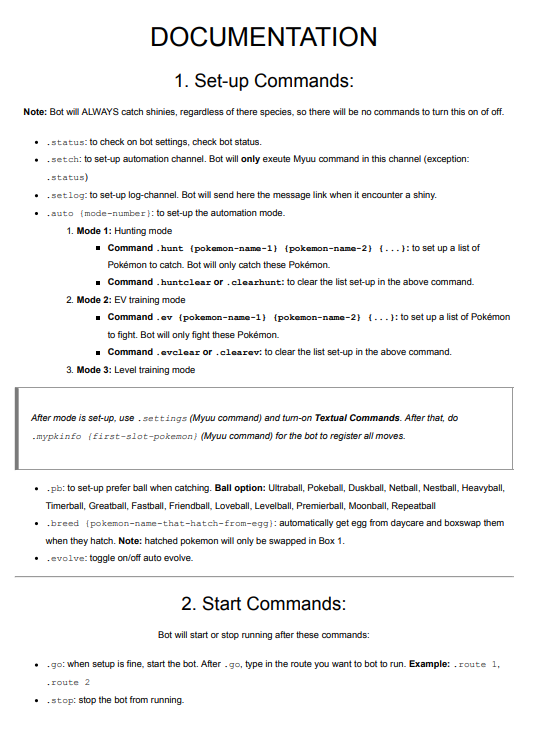 DOCUMENTATION
1. Set-up Commands:
Note: Bot will ALWAYS catch shinies, regardless of there species, so there will be no commands to turn this on of off.
• .status: to check on bot settings, check bot status.
• .setch: to set-up automation channel. Bot will only exeute Myuu command in this channel (exception:
.status)
• .setlog: to set-up log-channel. Bot will send here the message link when it encounter a shiny.
• .auto {mode-number}: to set-up the automation mode.
1. Mode 1: Hunting mode
▪ Command .hunt {pokemon-name-1} {pokemon-name-2} {...}: to set up a list of
Pokémon to catch. Bot will only catch these Pokémon.
▪ Command .huntclear or .clearhunt: to clear the list set-up in the above command.
2. Mode 2: EV training mode
▪ Command .ev {pokemon-name-1} {pokemon-name-2} {...}: to set up a list of Pokémon
to fight. Bot will only fight these Pokémon.
▪ Command .evclear or .clearev: to clear the list set-up in the above command.
3. Mode 3: Level training mode
After mode is set-up, use .settings (Myuu command) and turn-on Textual Commands. After that, do
.mypkinfo {first-slot-pokemon} (Myuu command) for the bot to register all moves.
• .pb: to set-up prefer ball when catching. Ball option: Ultraball, Pokeball, Duskball, Netball, Nestball, Heavyball,
Timerball, Greatball, Fastball, Friendball, Loveball, Levelball, Premierball, Moonball, Repeatball
• .breed {pokemon-name-that-hatch-from-egg}: automatically get egg from daycare and boxswap them
when they hatch. Note: hatched pokemon will only be swapped in Box 1.
• .evolve: toggle on/off auto evolve.
2. Start Commands:
Bot will start or stop running after these commands:
• .go: when setup is fine, start the bot. After .go, type in the route you want to bot to run. Example: .route 1,
.route 2
• .stop: stop the bot from running.